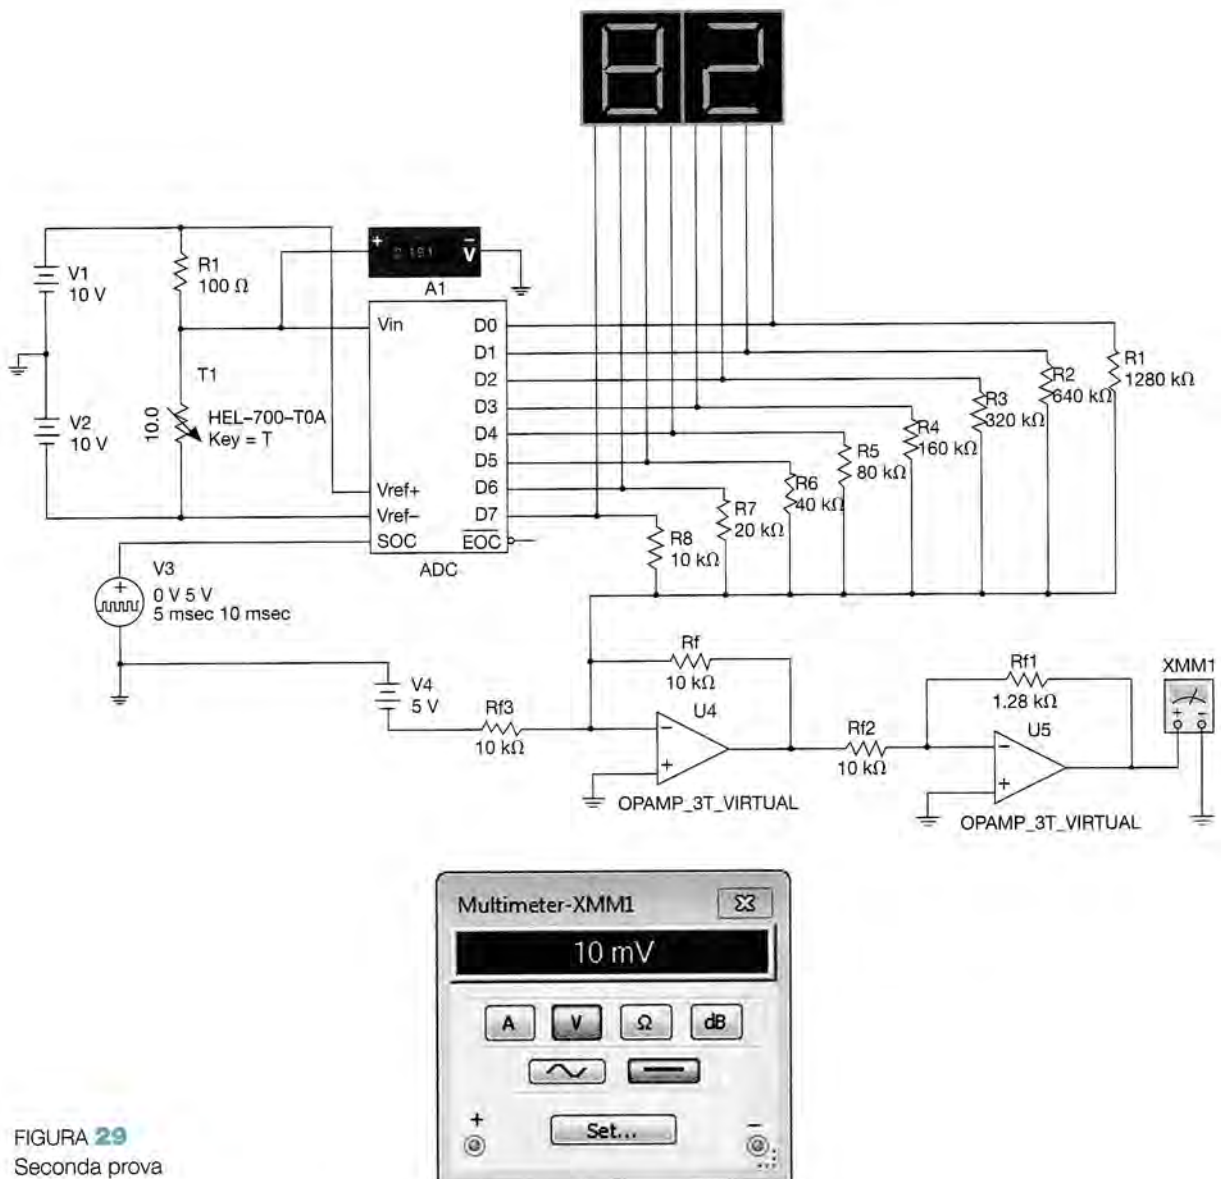 82
V1
10 V
R1
100 Ω
+
V
A1
Vin
D0
D1
D2
D3
D4
D5
D6
D7
Vref+
Vref–
SOC
EOC
ADC
T1
10.0
HEL–700–T0A
Key = T
V2
10 V
V3
0 V 5 V
5 msec 10 msec
R1
1280 kΩ
R2
640 kΩ
R3
320 kΩ
R4
160 kΩ
R5
80 kΩ
R6
40 kΩ
R7
20 kΩ
R8
10 kΩ
V4
5 V
Rf3
10 kΩ
Rf
10 kΩ
U4
OPAMP_3T_VIRTUAL
Rf2
10 kΩ
Rf1
1.28 kΩ
U5
OPAMP_3T_VIRTUAL
XMM1
Multimeter-XMM1
10 mV
A V Ω dB
Set...
FIGURA 29
Seconda prova